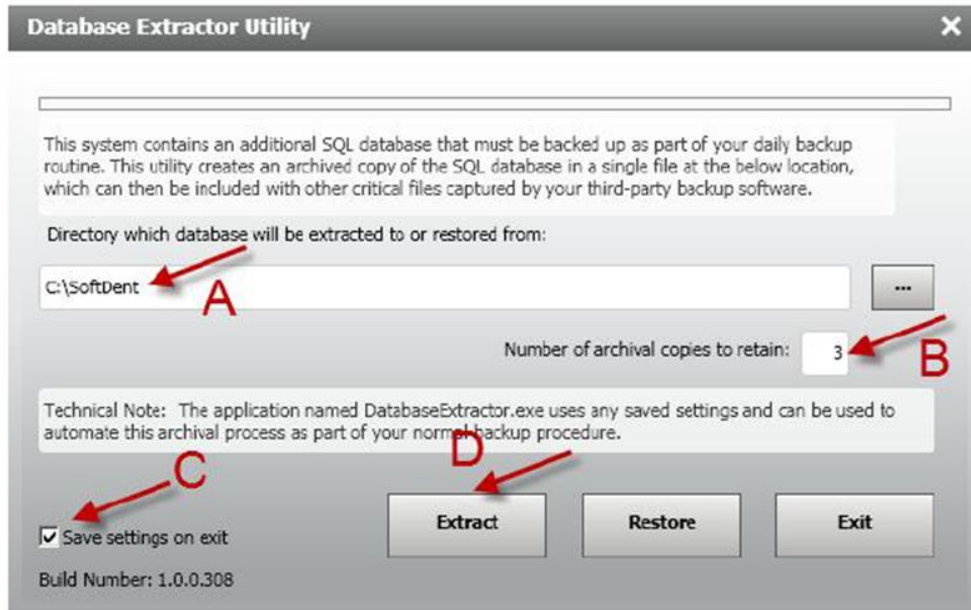 Database Extractor Utility
This system contains an additional SQL database that must be backed up as part of your daily backup
routine. This utility creates an archived copy of the SQL database in a single file at the below location,
which can then be included with other critical files captured by your third-party backup software.
Directory which database will be extracted to or restored from:
C:\SoftDent
...
A
Number of archival copies to retain: 3
B
Technical Note: The application named DatabaseExtractor.exe uses any saved settings and can be used to
automate this archival process as part of your normal backup procedure.
D
C
Extract Restore Exit
Save settings on exit
Build Number: 1.0.0.308